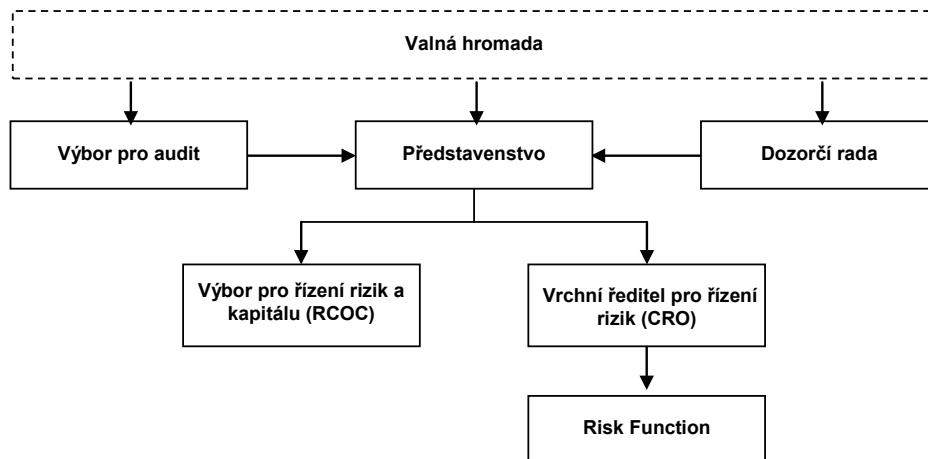 Valná hromada
Výbor pro audit
Představenstvo
Dozorčí rada
Výbor pro řízení rizik a
kapitálu (RCOC)
Vrchní ředitel pro řízení
rizik (CRO)
Risk Function